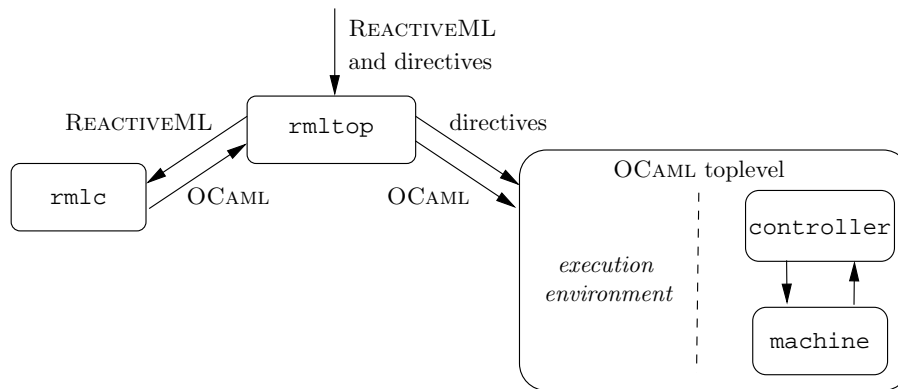 REACTIVEML
and directives
REACTIVEML
rmltop
directives
rmlc
OCAML
OCAML
OCAML toplevel
controller
execution
environment
machine